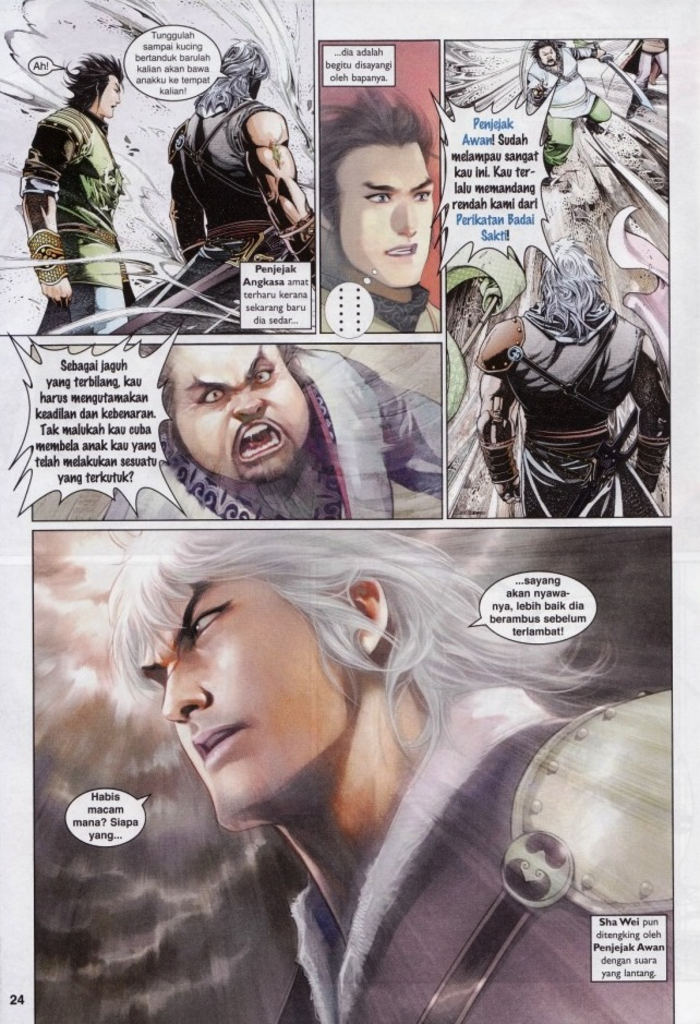 Ah!
Tunggulah
sampai kucing
bertanduk barulah
kalian akan bawa
anakku ke tempat
kalian!
Penjejak
Angkasa amat
terharu kerana
sekarang baru
dia sedar...
...dia adalah
begitu disayangi
oleh bapanya.
Penjejak
Awan! Sudah
melampau sangat
kau ini. Kau ter-
lalu memandang
rendah kami dari
Perikatan Badai
Sakti!
Sebagai jaguh
yang terbilang, kau
harus mengutamakan
keadilan dan kebenaran.
Tak malukah kau cuba
membela anak kau yang
telah melakukan sesuatu
yang terkutuk?
...sayang
akan nyawa-
nya, lebih baik dia
berambus sebelum
terlambat!
Habis
macam
mana? Siapa
yang...
Sha Wei pun
ditengking oleh
Penjejak Awan
dengan suara
yang lantang.
24